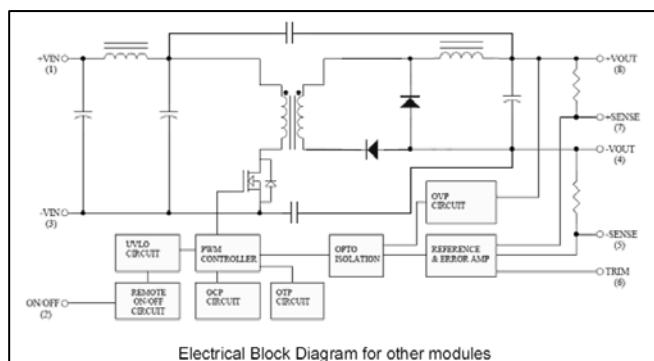 +VIN
(1)
+VOUT
(8)
+SENSE
(7)
-VOUT
(4)
-VIN
(3)
OVP
CIRCUIT
UVLO
CIRCUIT
PWM
CONTROLLER
OPTO
ISOLATION
REFERENCE
& ERROR AMP
-SENSE
(5)
TRIM
(6)
ON/OFF
(2)
REMOTE
ON/OFF
CIRCUIT
OCP
CIRCUIT
OTP
CIRCUIT
Electrical Block Diagram for other modules